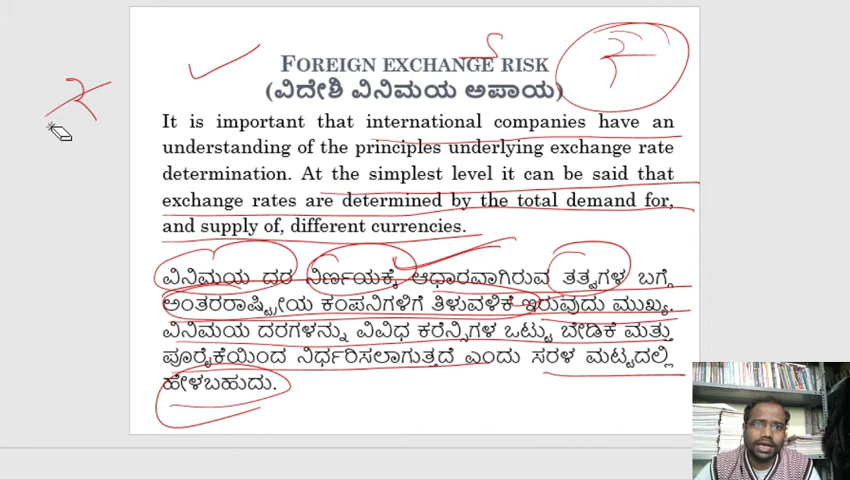 FOREIGN EXCHANGE RISK
(ವಿದೇಶಿ ವಿನಿಮಯ ಅಪಾಯ)
It is important that international companies have an
understanding of the principles underlying exchange rate
determination. At the simplest level it can be said that
exchange rates are determined by the total demand for,
and supply of, different currencies.
ವಿನಿಮಯ ದರ ನಿರ್ಣಯಕ್ಕೆ ಆಧಾರವಾಗಿರುವ ತತ್ವಗಳ ಬಗ್ಗೆ
ಅಂತರರಾಷ್ಟ್ರೀಯ ಕಂಪನಿಗಳಿಗೆ ತಿಳುವಳಿಕೆ ಇರುವುದು ಮುಖ್ಯ.
ವಿನಿಮಯ ದರಗಳನ್ನು ವಿವಿಧ ಕರೆನ್ಸಿಗಳ ಒಟ್ಟು ಬೇಡಿಕೆ ಮತ್ತು
ಪೂರೈಕೆಯಿಂದ ನಿರ್ಧರಿಸಲಾಗುತ್ತದೆ ಎಂದು ಸರಳ ಮಟ್ಟದಲ್ಲಿ
ಹೇಳಬಹುದು.